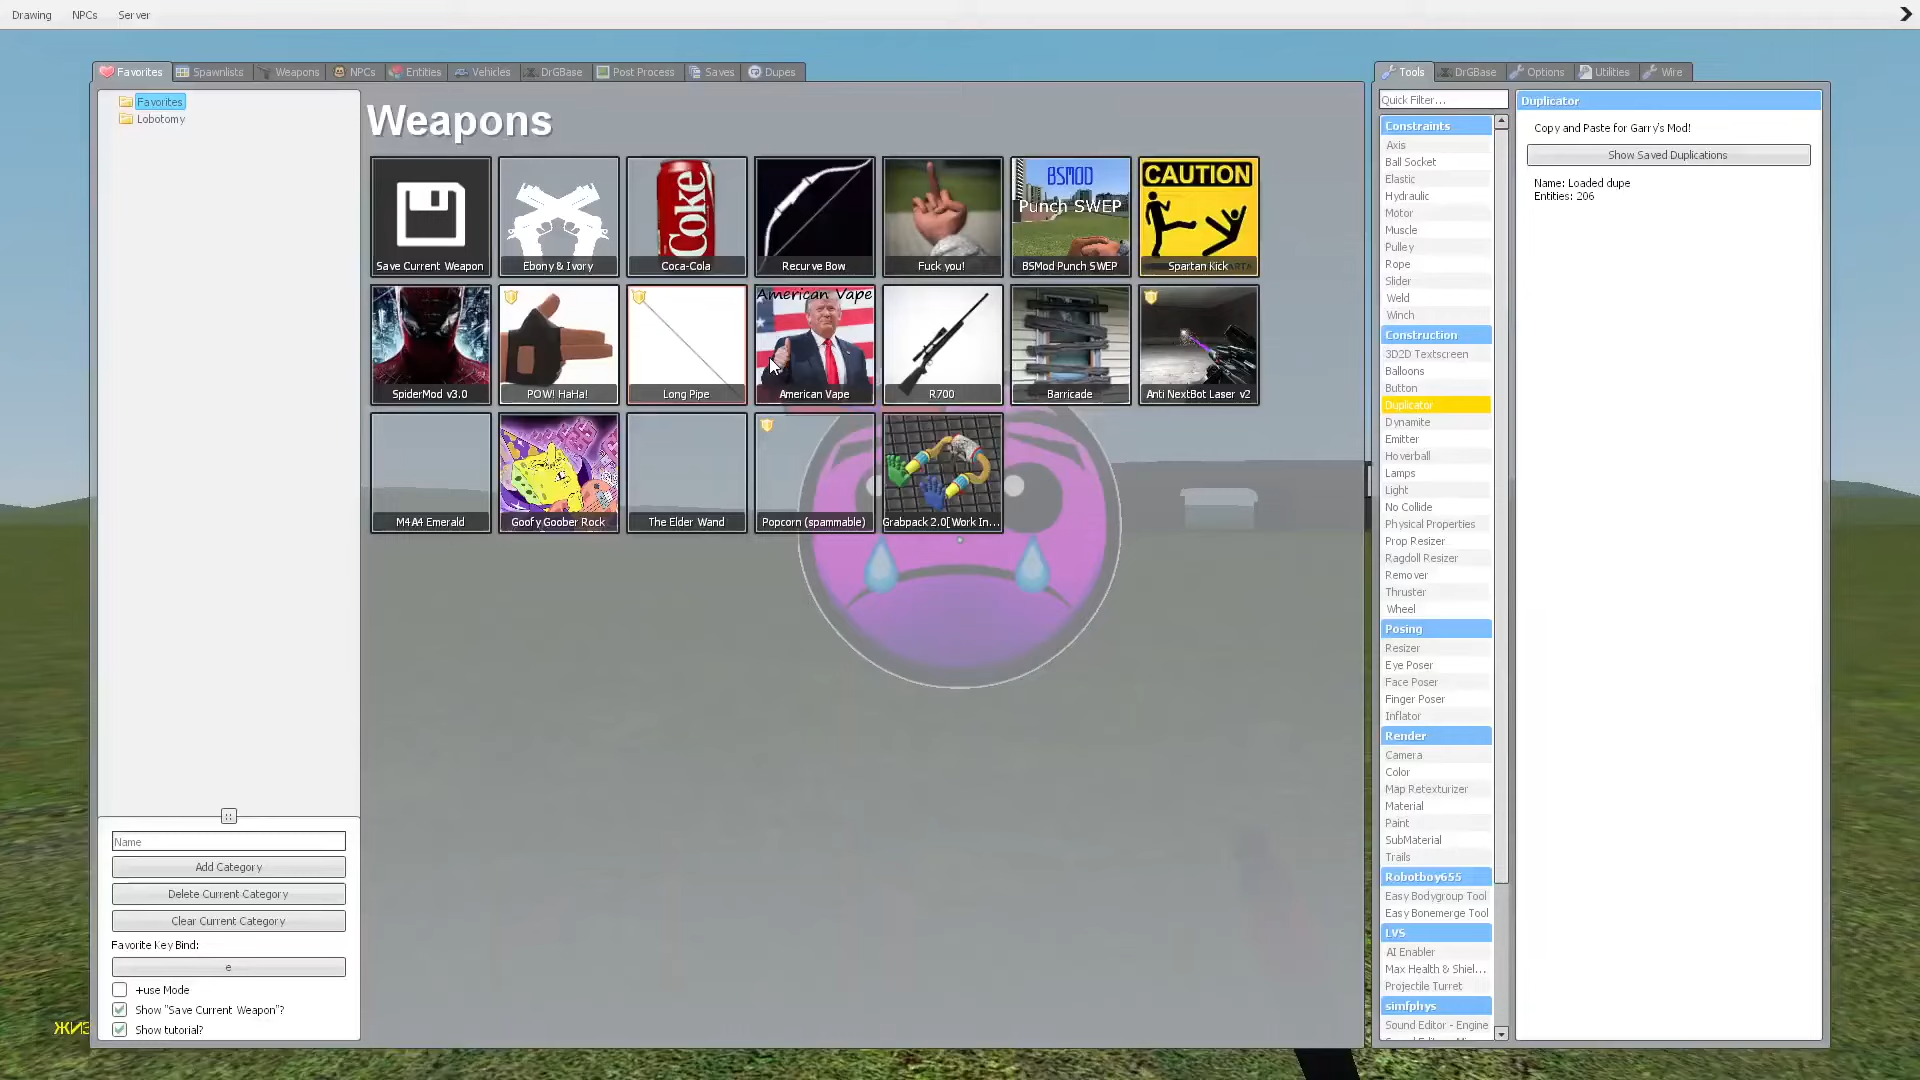 Drawing NPCs Server
Favorites Spawnlists Weapons NPCs Entities Vehicles DrGBase Post Process Saves Dupes
Favorites
Lobotomy
Weapons
Save Current Weapon
Ebony & Ivory
Coke
Coca-Cola
Recurve Bow
Fuck you!
BSMOD
Punch SWEP
BSMod Punch SWEP
CAUTION
Spartan Kick
SpiderMod v3.0
POW! HaHa!
Long Pipe
American Vape
American Vape
R700
Barricade
Anti NextBot Laser v2
M4A4 Emerald
Goofy Goober Rock
The Elder Wand
Popcorn (spammable)
Grabpack 2.0[Work In...
Name
Add Category
Delete Current Category
Clear Current Category
Favorite Key Bind:
e
+use Mode
Show "Save Current Weapon"?
Show tutorial?
ЖИЗ
Tools DrGBase Options Utilities Wire
Quick Filter...
Constraints
Axis
Ball Socket
Elastic
Hydraulic
Motor
Muscle
Pulley
Rope
Slider
Weld
Winch
Construction
3D2D Textscreen
Balloons
Button
Duplicator
Dynamite
Emitter
Hoverball
Lamps
Light
No Collide
Physical Properties
Prop Resizer
Ragdoll Resizer
Remover
Thruster
Wheel
Posing
Resizer
Eye Poser
Face Poser
Finger Poser
Inflator
Render
Camera
Color
Map Retexturizer
Material
Paint
SubMaterial
Trails
Robotboy655
Easy Bodygroup Tool
Easy Bonemerge Tool
LVS
AI Enabler
Max Health & Shiel...
Projectile Turret
simfphys
Sound Editor - Engine
Duplicator
Copy and Paste for Garry's Mod!
Show Saved Duplications
Name: Loaded dupe
Entities: 206